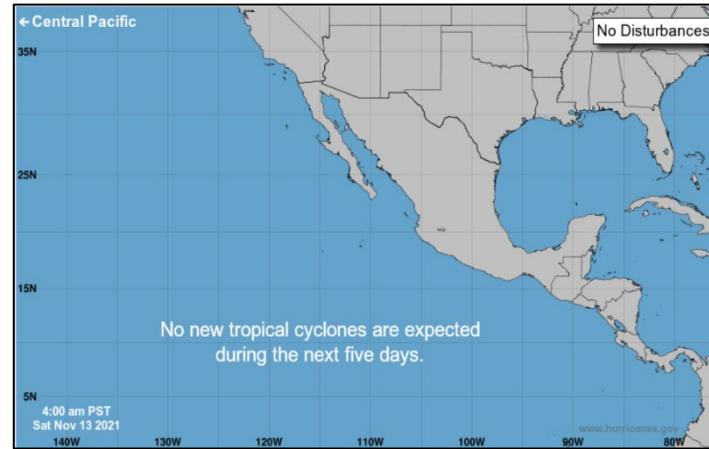 ← Central Pacific
No Disturbances
35N
25N
15N
No new tropical cyclones are expected
during the next five days.
5N
4:00 am PST
Sat Nov 13 2021
www.hurricanes.gov
140W 130W 120W 110W 100W 90W 80W